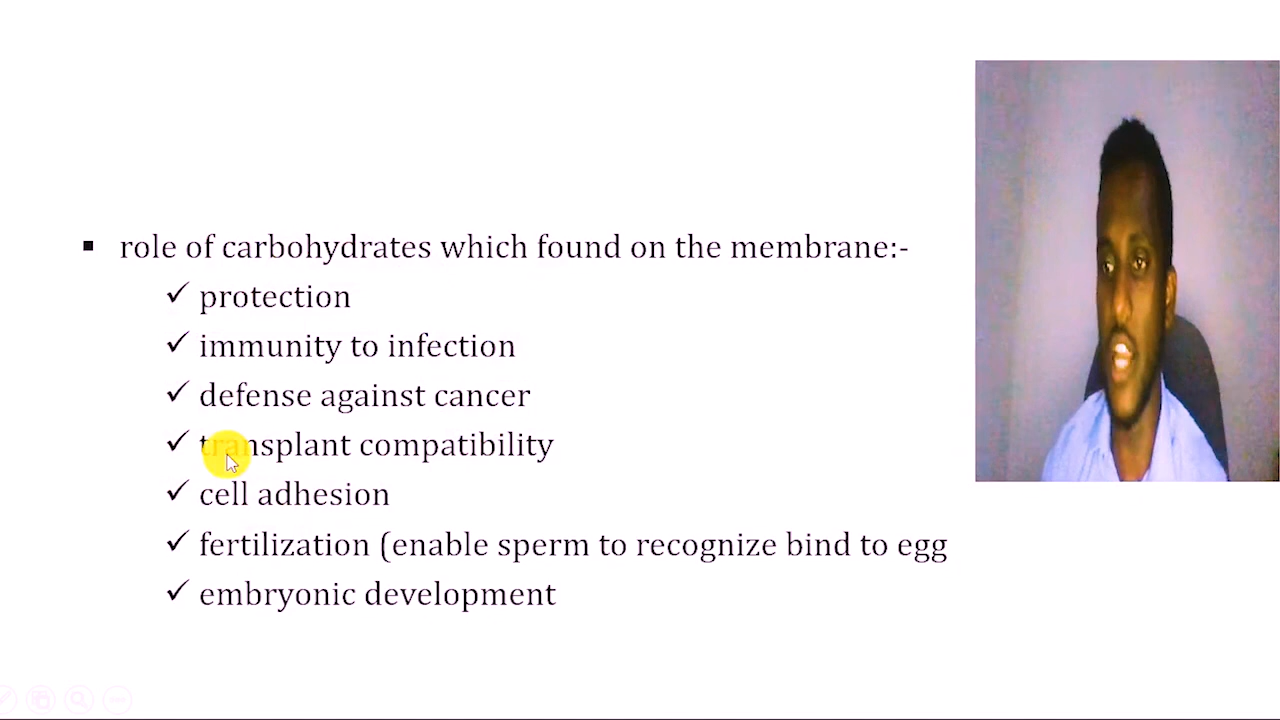 ▪ role of carbohydrates which found on the membrane:-
✓ protection
✓ immunity to infection
✓ defense against cancer
✓ transplant compatibility
✓ cell adhesion
✓ fertilization (enable sperm to recognize bind to egg
✓ embryonic development